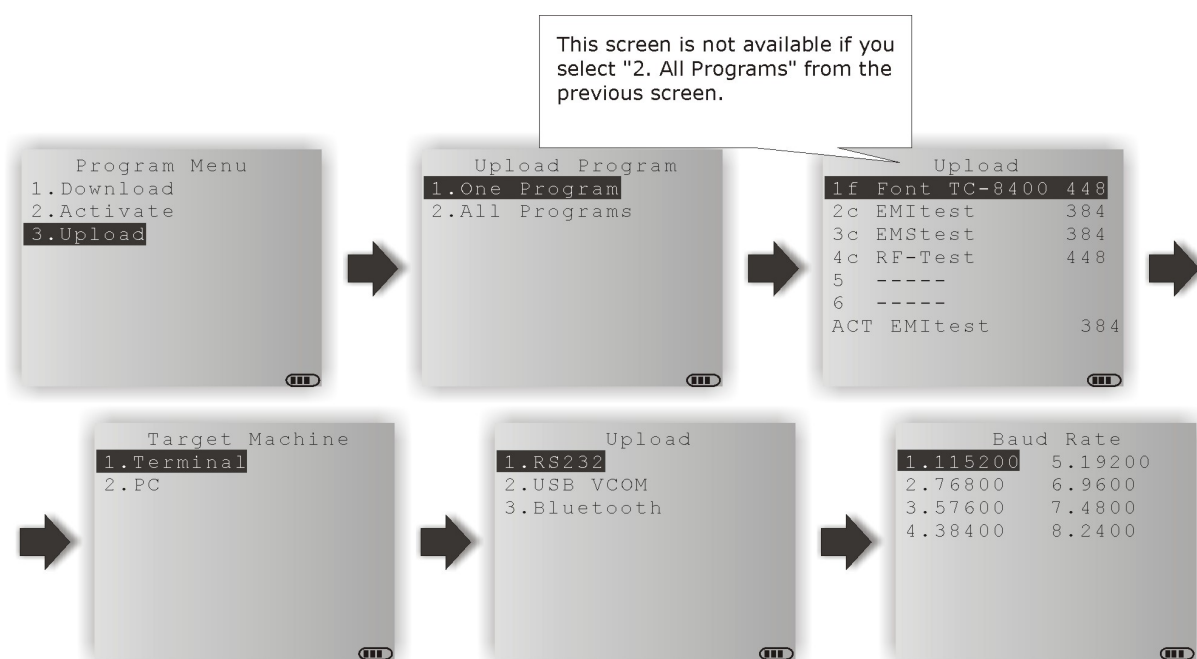 This screen is not available if you
select "2. All Programs" from the
previous screen.
Program Menu
1.Download
2.Activate
3.Upload
Upload Program
1.One Program
2.All Programs
Upload
1f Font TC-8400 448
2c EMItest 384
3c EMStest 384
4c RF-Test 448
5 -----
6 -----
ACT EMItest 384
Target Machine
1.Terminal
2.PC
Upload
1.RS232
2.USB VCOM
3.Bluetooth
Baud Rate
1.115200 5.19200
2.76800 6.9600
3.57600 7.4800
4.38400 8.2400